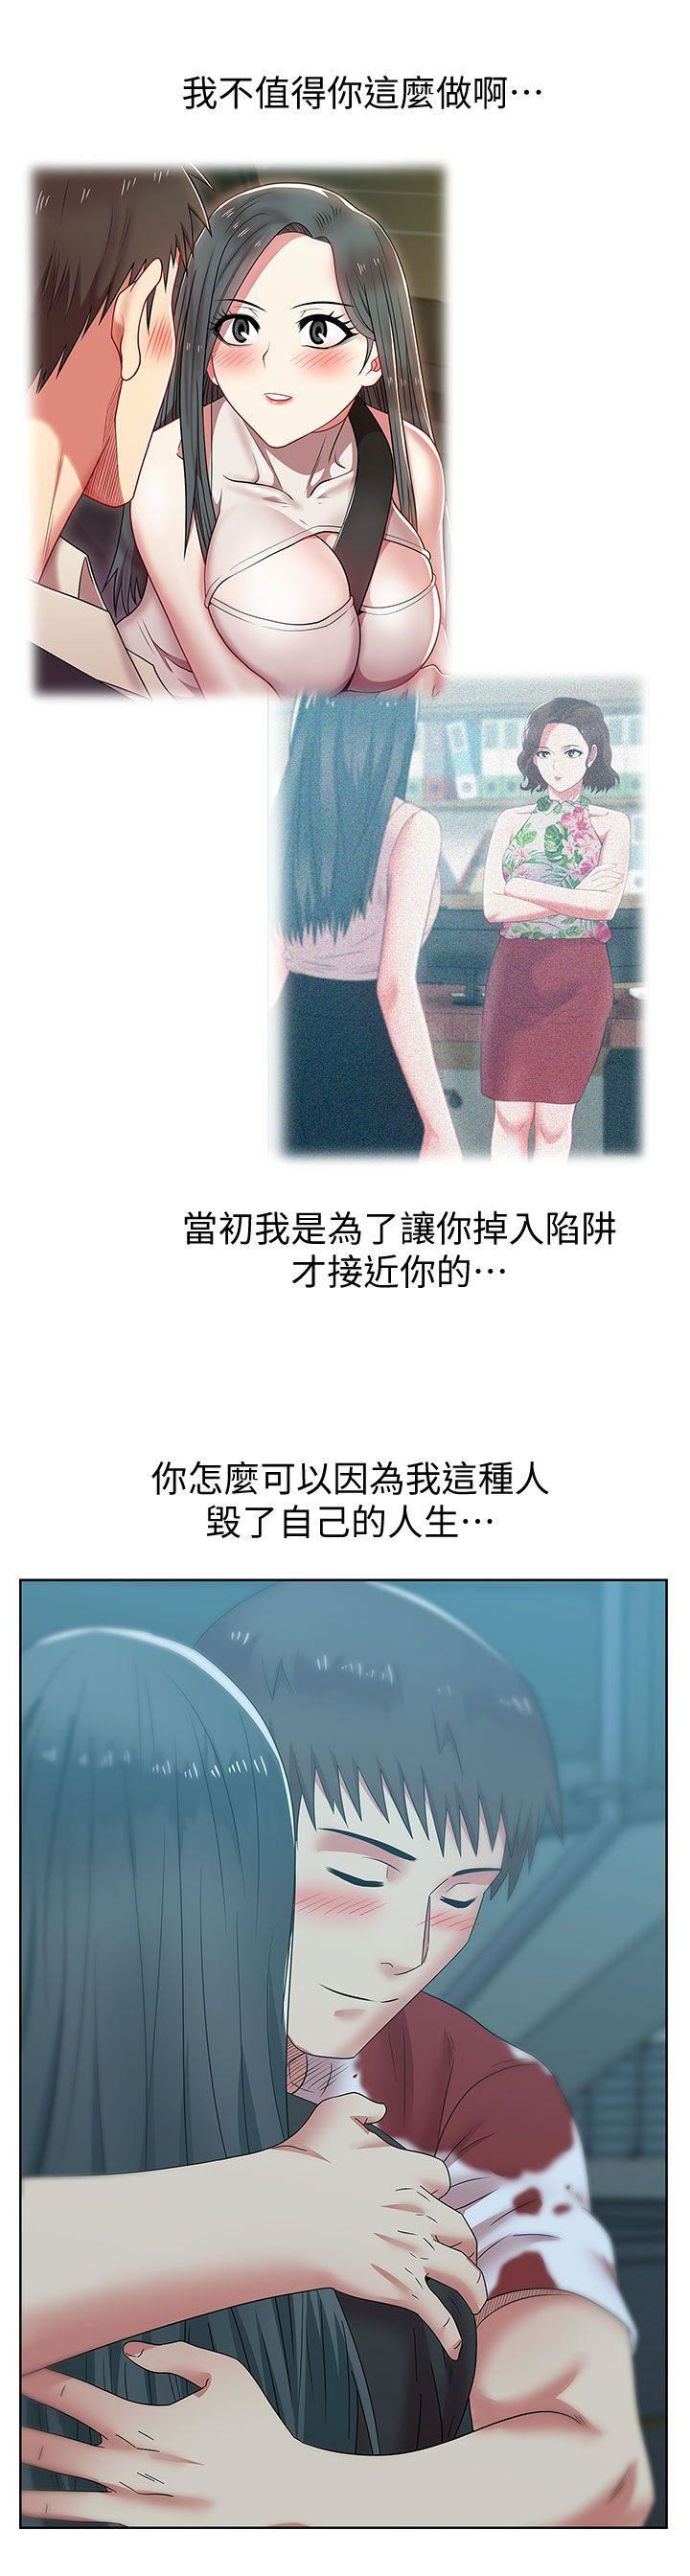 我不值得你這麼做啊⋯
當初我是為了讓你掉入陷阱
才接近你的⋯
你怎麼可以因為我這種人
毀了自己的人生⋯